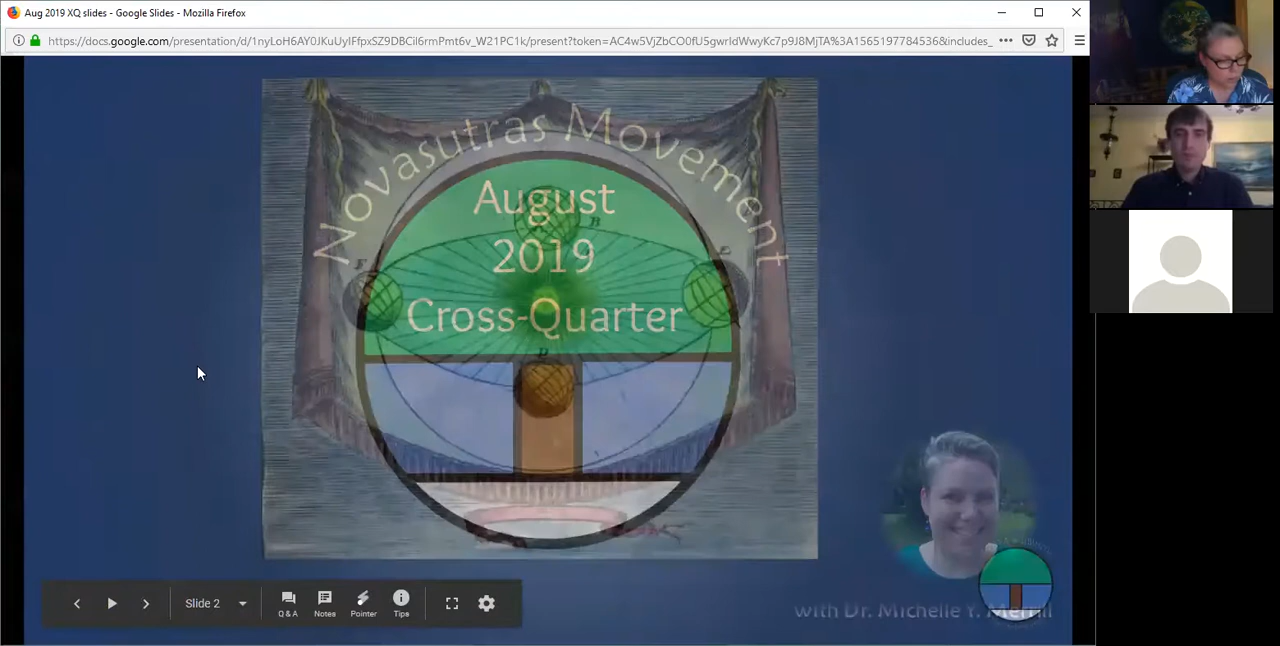 Aug 2019 XQ slides - Google Slides - Mozilla Firefox
Novasutras Movement
August
2019
Cross-Quarter
B
F
E
D
with Dr. Michelle Y. Merrill
Slide 2
Q & A
Notes
Pointer
Tips